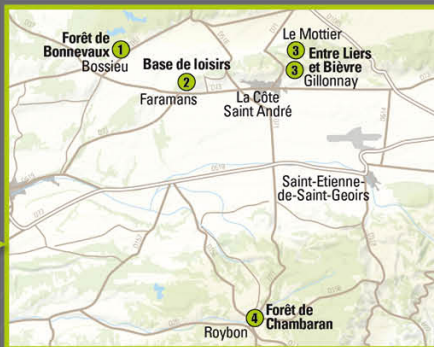 Forêt de
Bonnevaux
1
Bossieu
Base de loisirs
2
Faramans
Le Mottier
3
3
Entre Liers
et Bièvre
Gillonnay
La Côte
Saint André
Saint-Etienne-
de-Saint-Geoirs
4
Forêt de
Chambaran
Roybon